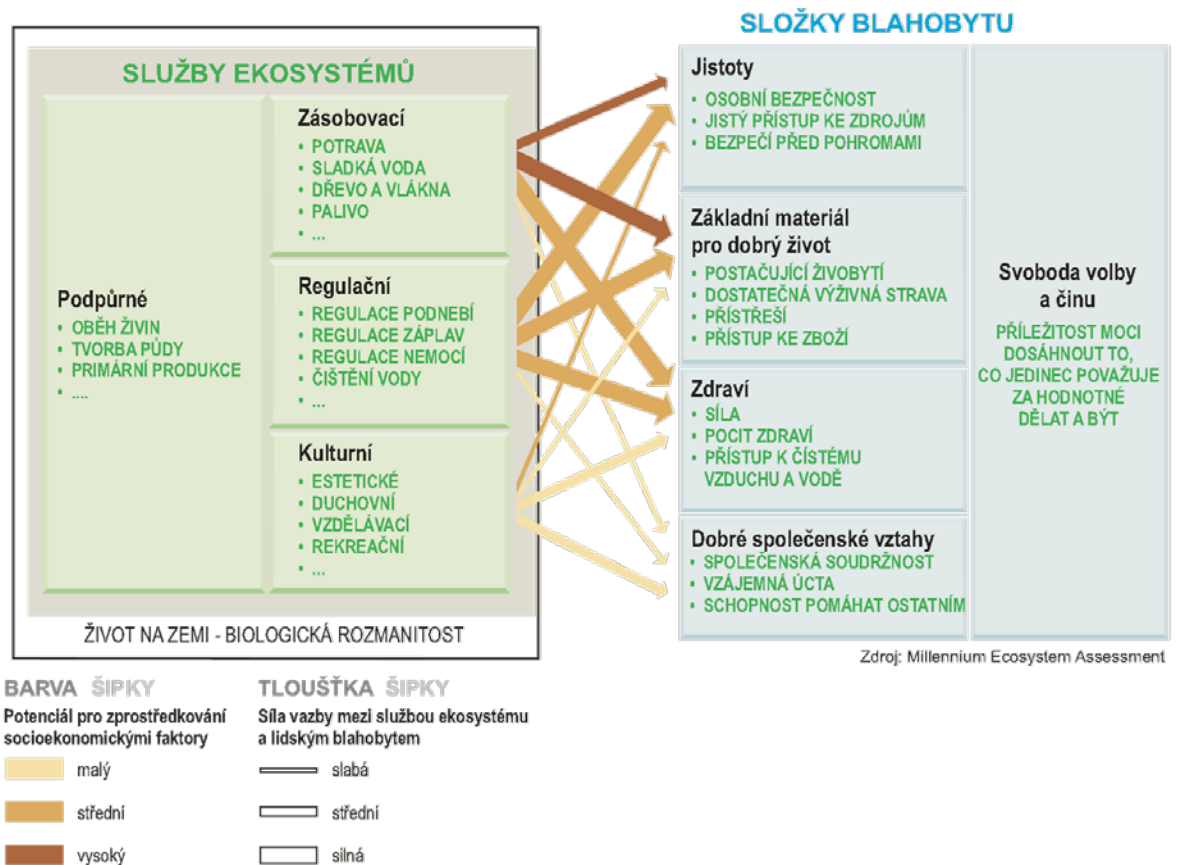 SLUŽBY EKOSYSTÉMŮ
Podpůrné
• OBĚH ŽIVIN
• TVORBA PŮDY
• PRIMÁRNÍ PRODUKCE
• ....
Zásobovací
• POTRAVA
• SLADKÁ VODA
• DŘEVO A VLÁKNA
• PALIVO
• ...
Regulační
• REGULACE PODNEBÍ
• REGULACE ZÁPLAV
• REGULACE NEMOCÍ
• ČIŠTĚNÍ VODY
• ...
Kulturní
• ESTETICKÉ
• DUCHOVNÍ
• VZDĚLÁVACÍ
• REKREAČNÍ
• ...
ŽIVOT NA ZEMI - BIOLOGICKÁ ROZMANITOST
SLOŽKY BLAHOBYTU
Jistoty
• OSOBNÍ BEZPEČNOST
• JISTÝ PŘÍSTUP KE ZDROJŮM
• BEZPEČÍ PŘED POHROMAMI
Základní materiál
pro dobrý život
• POSTAČUJÍCÍ ŽIVOBYTÍ
• DOSTATEČNÁ VÝŽIVNÁ STRAVA
• PŘÍSTŘEŠÍ
• PŘÍSTUP KE ZBOŽÍ
Zdraví
• SÍLA
• POCIT ZDRAVÍ
• PŘÍSTUP K ČÍSTÉMU
VZDUCHU A VODĚ
Dobré společenské vztahy
• SPOLEČENSKÁ SOUDRŽNOST
• VZÁJEMNÁ ÚCTA
• SCHOPNOST POMÁHAT OSTATNÍM
Svoboda volby
a činu
PŘÍLEŽITOST MOCI
DOSÁHNOUT TO,
CO JEDINEC POVAŽUJE
ZA HODNOTNÉ
DĚLAT A BÝT
Zdroj: Millennium Ecosystem Assessment
BARVA ŠIPKY
Potenciál pro zprostředkování
socioekonomickými faktory
malý
střední
vysoký
TLOUŠŤKA ŠIPKY
Síla vazby mezi službou ekosystému
a lidským blahobytem
slabá
střední
silná